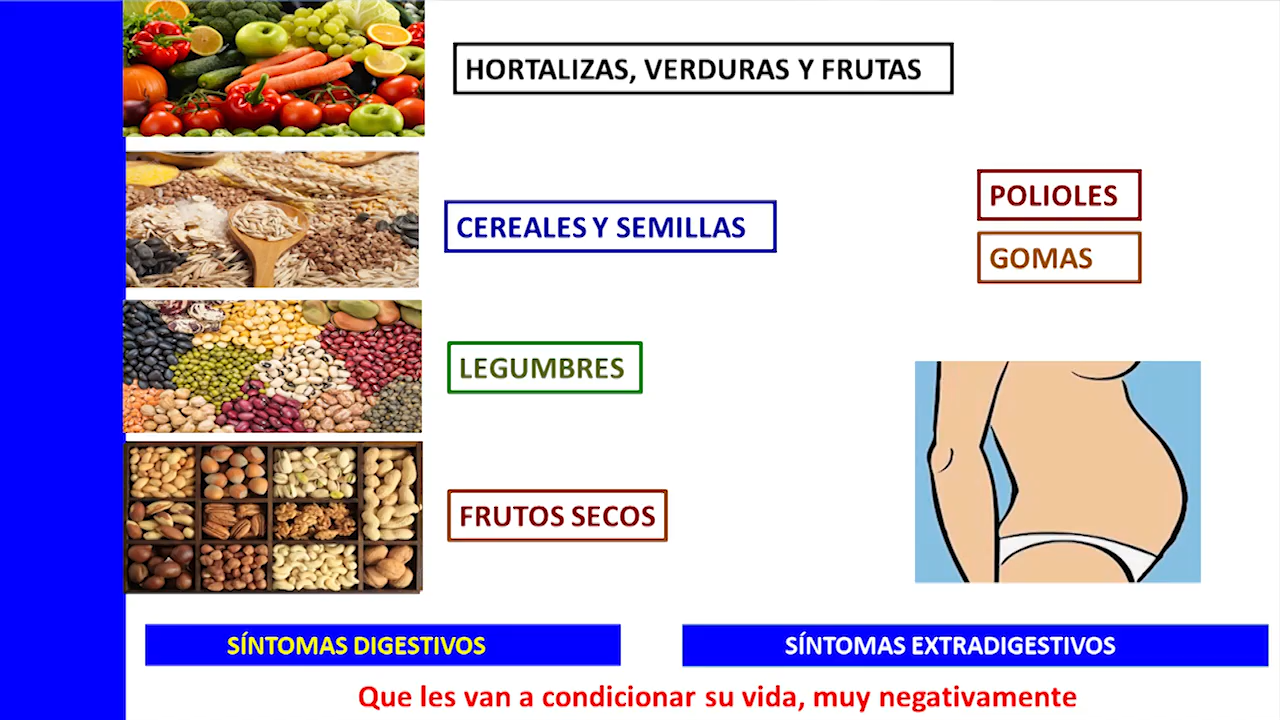 HORTALIZAS, VERDURAS Y FRUTAS
POLIOLES
CEREALES Y SEMILLAS
GOMAS
LEGUMBRES
FRUTOS SECOS
SÍNTOMAS DIGESTIVOS
SÍNTOMAS EXTRADIGESTIVOS
Que les van a condicionar su vida, muy negativamente